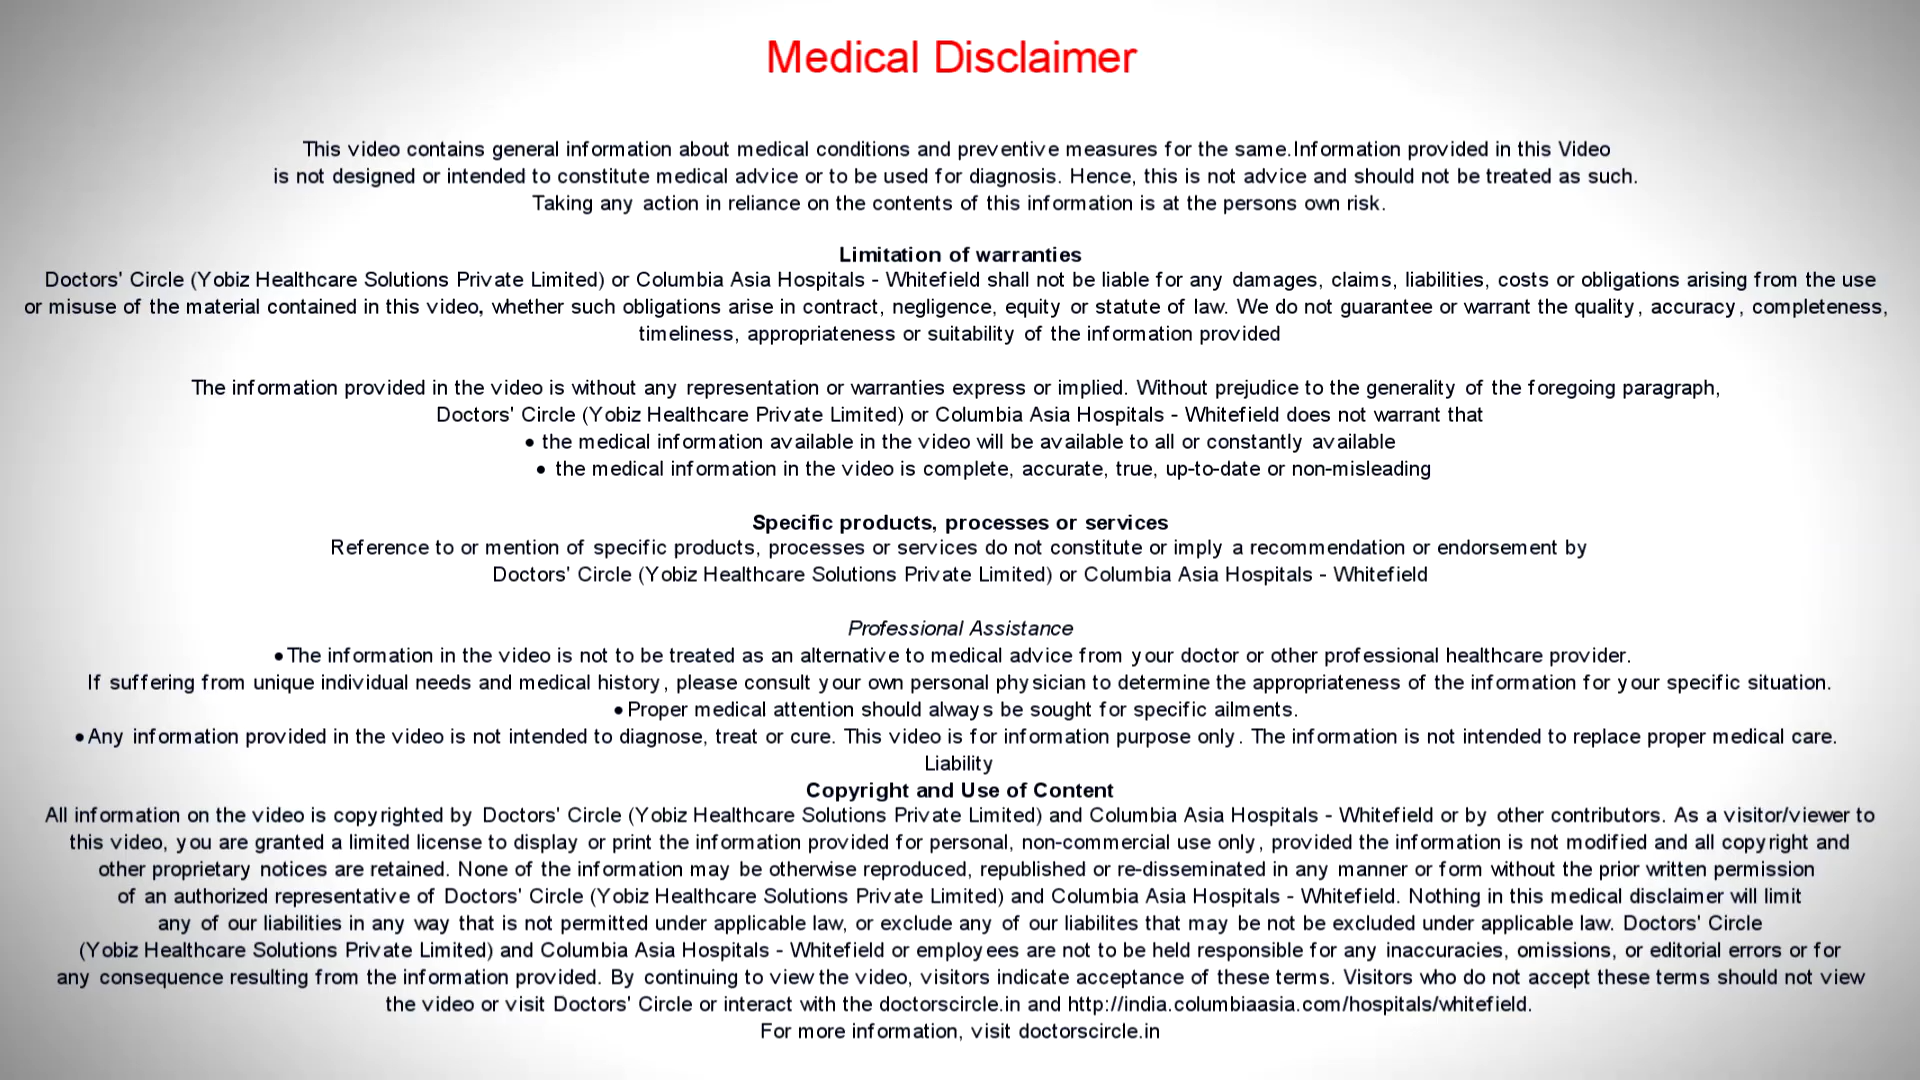 Medical Disclaimer
This video contains general information about medical conditions and preventive measures for the same.Information provided in this Video
is not designed or intended to constitute medical advice or to be used for diagnosis. Hence, this is not advice and should not be treated as such.
Taking any action in reliance on the contents of this information is at the persons own risk.
Limitation of warranties
Doctors' Circle (Yobiz Healthcare Solutions Private Limited) or Columbia Asia Hospitals - Whitefield shall not be liable for any damages, claims, liabilities, costs or obligations arising from the use
or misuse of the material contained in this video, whether such obligations arise in contract, negligence, equity or statute of law. We do not guarantee or warrant the quality, accuracy, completeness,
timeliness, appropriateness or suitability of the information provided
The information provided in the video is without any representation or warranties express or implied. Without prejudice to the generality of the foregoing paragraph,
Doctors' Circle (Yobiz Healthcare Private Limited) or Columbia Asia Hospitals - Whitefield does not warrant that
• the medical information available in the video will be available to all or constantly available
• the medical information in the video is complete, accurate, true, up-to-date or non-misleading
Specific products, processes or services
Reference to or mention of specific products, processes or services do not constitute or imply a recommendation or endorsement by
Doctors' Circle (Yobiz Healthcare Solutions Private Limited) or Columbia Asia Hospitals - Whitefield
Professional Assistance
•The information in the video is not to be treated as an alternative to medical advice from your doctor or other professional healthcare provider.
If suffering from unique individual needs and medical history, please consult your own personal physician to determine the appropriateness of the information for your specific situation.
•Proper medical attention should always be sought for specific ailments.
•Any information provided in the video is not intended to diagnose, treat or cure. This video is for information purpose only. The information is not intended to replace proper medical care.
Liability
Copyright and Use of Content
All information on the video is copyrighted by Doctors' Circle (Yobiz Healthcare Solutions Private Limited) and Columbia Asia Hospitals - Whitefield or by other contributors. As a visitor/viewer to
this video, you are granted a limited license to display or print the information provided for personal, non-commercial use only, provided the information is not modified and all copyright and
other proprietary notices are retained. None of the information may be otherwise reproduced, republished or re-disseminated in any manner or form without the prior written permission
of an authorized representative of Doctors' Circle (Yobiz Healthcare Solutions Private Limited) and Columbia Asia Hospitals - Whitefield. Nothing in this medical disclaimer will limit
any of our liabilities in any way that is not permitted under applicable law, or exclude any of our liabilites that may be not be excluded under applicable law. Doctors' Circle
(Yobiz Healthcare Solutions Private Limited) and Columbia Asia Hospitals - Whitefield or employees are not to be held responsible for any inaccuracies, omissions, or editorial errors or for
any consequence resulting from the information provided. By continuing to view the video, visitors indicate acceptance of these terms. Visitors who do not accept these terms should not view
the video or visit Doctors' Circle or interact with the doctorscircle.in and http://india.columbiaasia.com/hospitals/whitefield.
For more information, visit doctorscircle.in